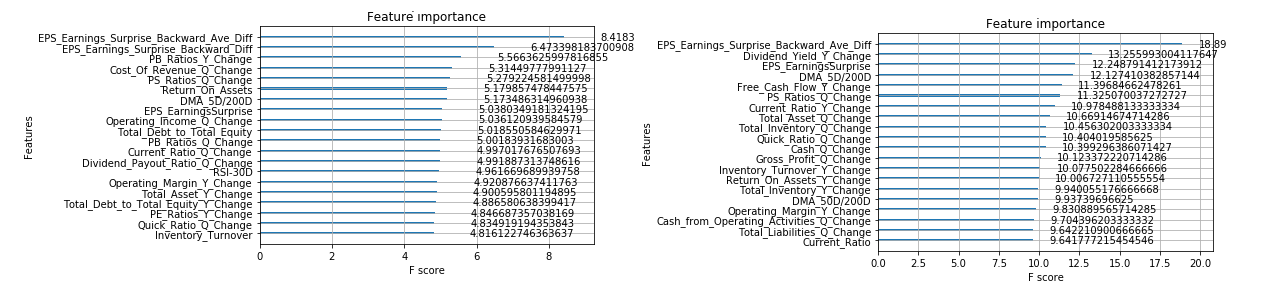 Feature importance
EPS_Earnings_Surprise_Backward_Ave_Diff 8.4183
EPS_Earnings_Surprise_Backward_Diff 6.473398183700908
PB_Ratios_Y_Change 5.5663625997816855
Cost_Of_Revenue_Q_Change 5.31449777991127
PS_Ratios_Q_Change 5.279224581499998
Return_On_Assets 5.179857478447575
DMA_5D/200D 5.173486314960938
EPS_EarningsSurprise 5.0380349181324195
Operating_Income_Q_Change 5.036120939584579
Total_Debt_to_Total_Equity 5.018550584629971
PB_Ratios_Q_Change 5.00183931683003
Current_Ratio_Q_Change 4.997017676507693
Dividend_Payout_Ratio_Q_Change 4.991887313748616
RSI-30D 4.961669689939758
Operating_Margin_Y_Change 4.920876637411763
Total_Asset_Y_Change 4.900595801194895
Total_Debt_to_Total_Equity_Y_Change 4.886580638399417
PE_Ratios_Y_Change 4.846687357038169
Quick_Ratio_Q_Change 4.834919194353843
Inventory_Turnover 4.816122746363637
Features
0 2 4 6 8
F score
Feature importance
EPS_Earnings_Surprise_Backward_Ave_Diff 18.89
Dividend_Yield_Y_Change 13.255993004117647
EPS_EarningsSurprise 12.248791412173912
DMA_5D/200D 12.127410382857144
Free_Cash_Flow_Y_Change 11.39684662478261
PS_Ratios_Q_Change 11.325070037272727
Current_Ratio_Y_Change 10.978488133333334
Total_Asset_Q_Change 10.66914674714286
Total_Inventory_Q_Change 10.456302003333334
Quick_Ratio_Q_Change 10.404019585625
Cash_Q_Change 10.399296386071427
Gross_Profit_Q_Change 10.123372220714286
Inventory_Turnover_Y_Change 10.077502284666666
Return_On_Assets_Y_Change 10.006727110555554
Total_Inventory_Y_Change 9.940055176666668
DMA_50D/200D 9.93739696625
Operating_Margin_Y_Change 9.830889565714285
Cash_from_Operating_Activities_Q_Change 9.704396203333332
Total_Liabilities_Q_Change 9.642210900666665
Current_Ratio 9.641777215454546
Features
0.0 2.5 5.0 7.5 10.0 12.5 15.0 17.5 20.0
F score